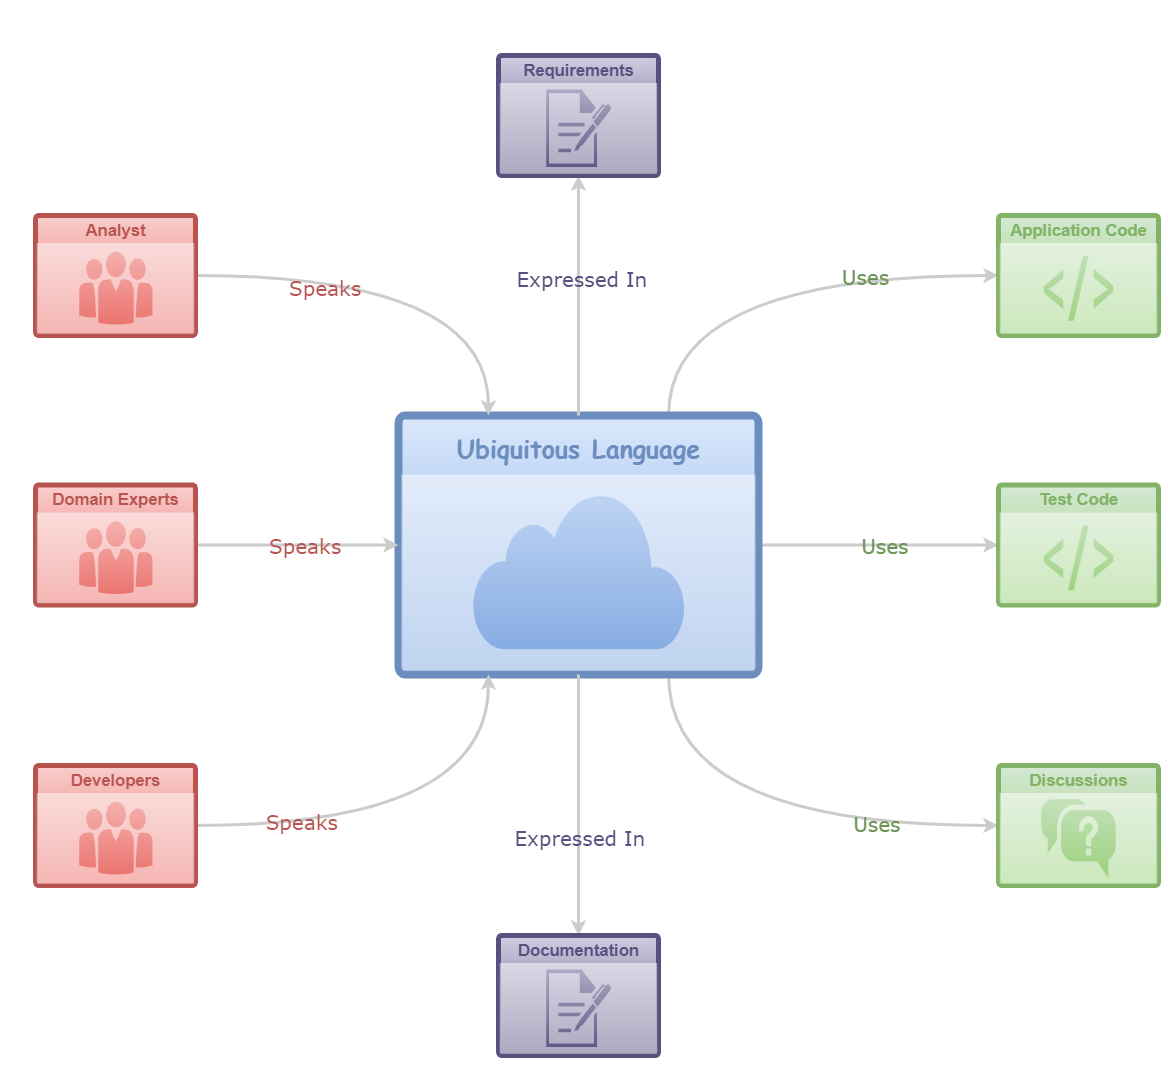 Requirements
Analyst
Application Code
Speaks
Expressed In
Uses
Ubiquitous Language
Domain Experts
Speaks
Uses
Test Code
Developers
Speaks
Expressed In
Uses
Discussions
?
Documentation